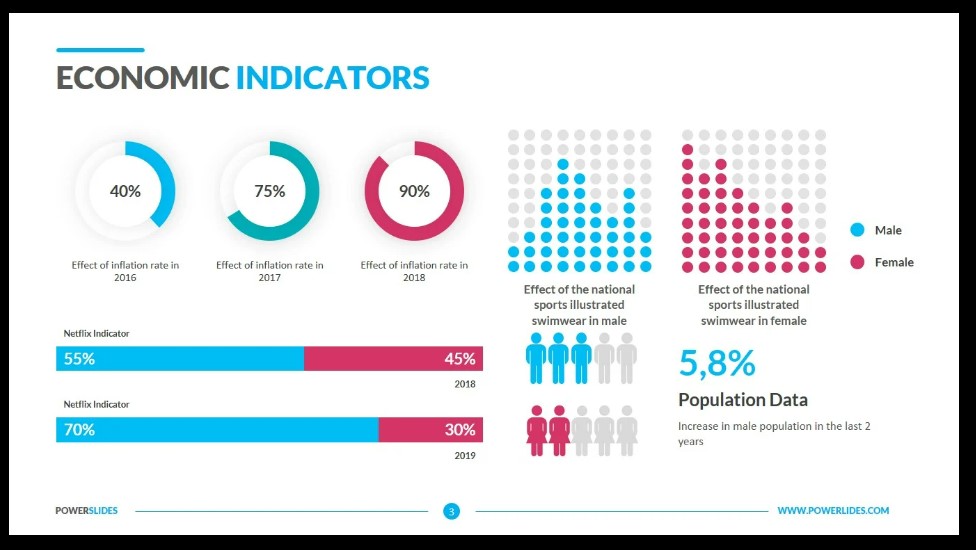 ECONOMIC INDICATORS
40%
75%
90%
Effect of inflation rate in
2016
Effect of inflation rate in
2017
Effect of inflation rate in
2018
Effect of the national
sports illustrated
swimwear in male
Effect of the national
sports illustrated
swimwear in female
Male
Female
Netflix Indicator
55% 45%
2018
Netflix Indicator
70% 30%
2019
5,8%
Population Data
Increase in male population in the last 2
years
POWERSLIDES
3
WWW.POWERLIDES.COM